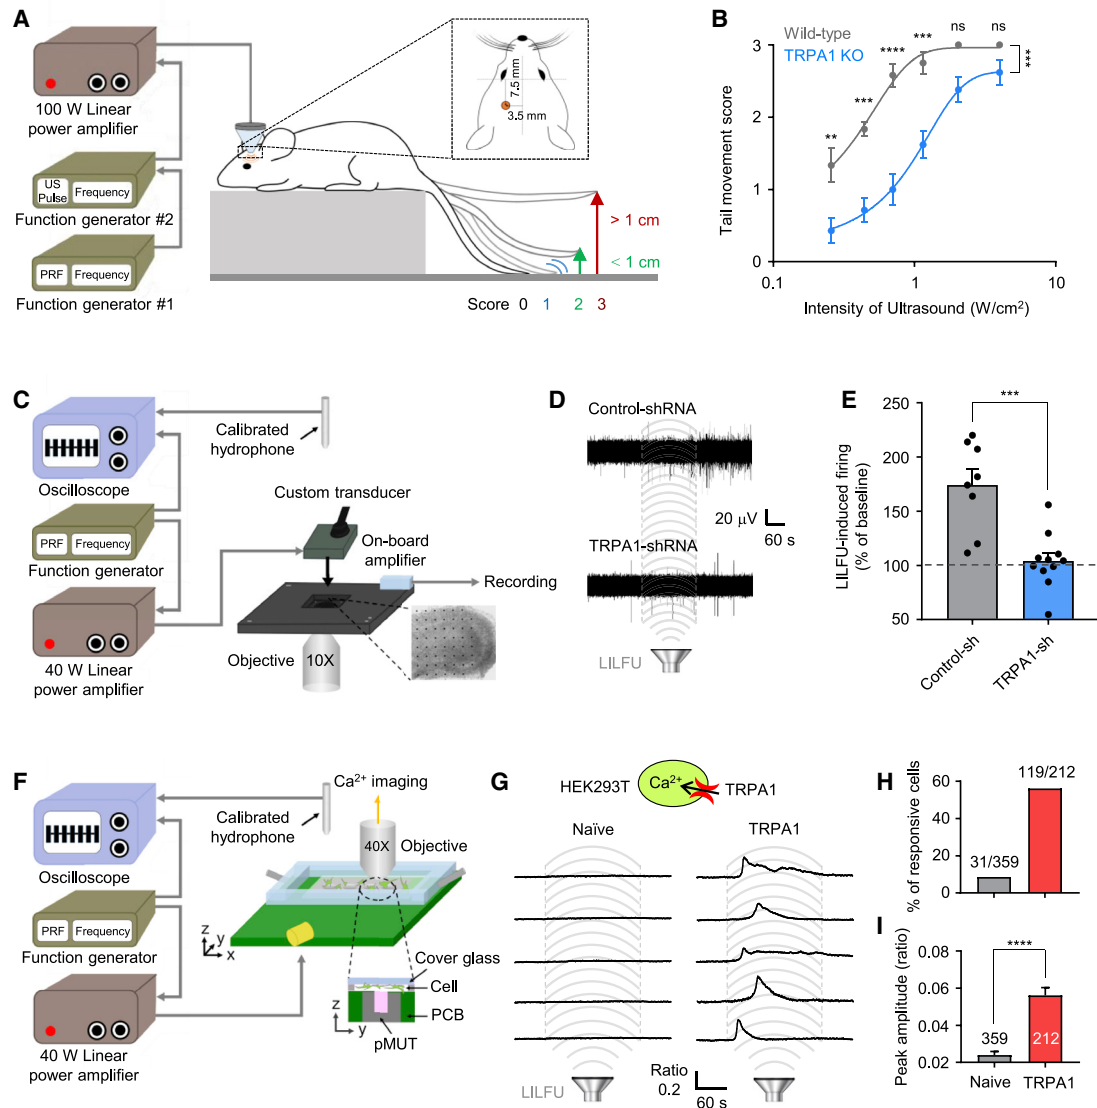 A
100 W Linear
power amplifier
US
Pulse
Frequency
Function generator #2
PRF
Frequency
Function generator #1
7.5 mm
3.5 mm
> 1 cm
< 1 cm
Score 0 1 2 3
B
Wild-type
TRPA1 KO
**
***
****
***
ns
ns
***
3
2
1
0
Tail movement score
0.1
1
10
Intensity of Ultrasound (W/cm²)
C
Calibrated
hydrophone
Oscilloscope
PRF
Frequency
Function generator
40 W Linear
power amplifier
Custom transducer
On-board
amplifier
Recording
Objective
10X
D
Control-shRNA
20 μV
60 s
TRPA1-shRNA
LILFU
E
***
250
200
150
100
50
LILFU-induced firing
(% of baseline)
Control-sh
TRPA1-sh
F
Ca²⁺ imaging
Calibrated
hydrophone
40X
Objective
Oscilloscope
PRF
Frequency
Function generator
40 W Linear
power amplifier
z
y
x
Cover glass
Cell
PCB
pMUT
z
y
G
HEK293T
Ca²⁺
TRPA1
Naïve
TRPA1
LILFU
Ratio
0.2
60 s
H
119/212
31/359
60
40
20
0
% of responsive cells
I
****
0.08
0.06
0.04
0.02
Peak amplitude (ratio)
359
212
Naive
TRPA1